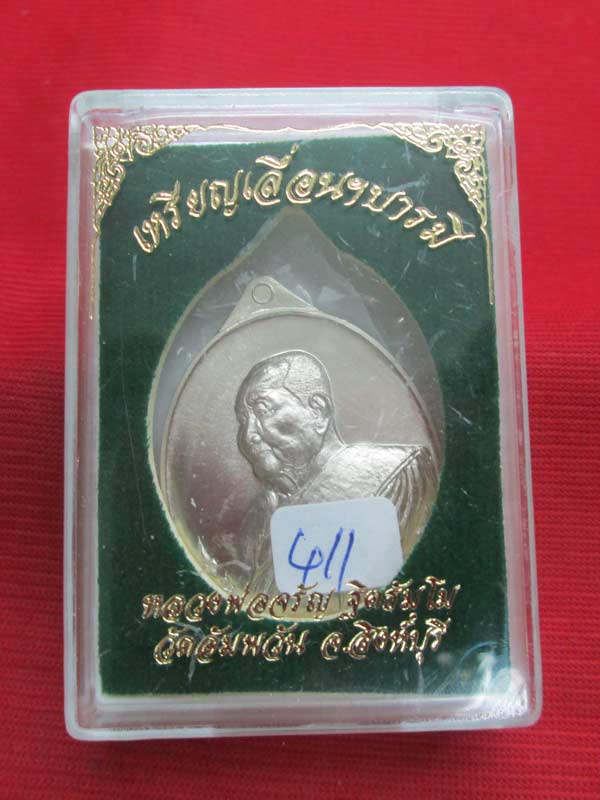 เหรียญเลื่อนฯบารมี
411
หลวงพ่อจรัญ ฐิตธัมโม
วัดอัมพวัน จ.สิงห์บุรี